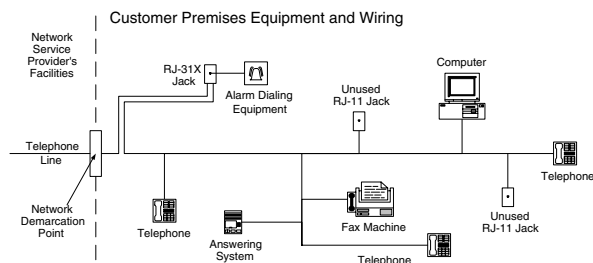 Customer Premises Equipment and Wiring
Network
Service
Provider's
Facilities
RJ-31X
Jack
Alarm Dialing
Equipment
Unused
RJ-11 Jack
Computer
Telephone
Line
Network
Demarcation
Point
Telephone
Answering
System
Fax Machine
Telephone
Unused
RJ-11 Jack
Telephone